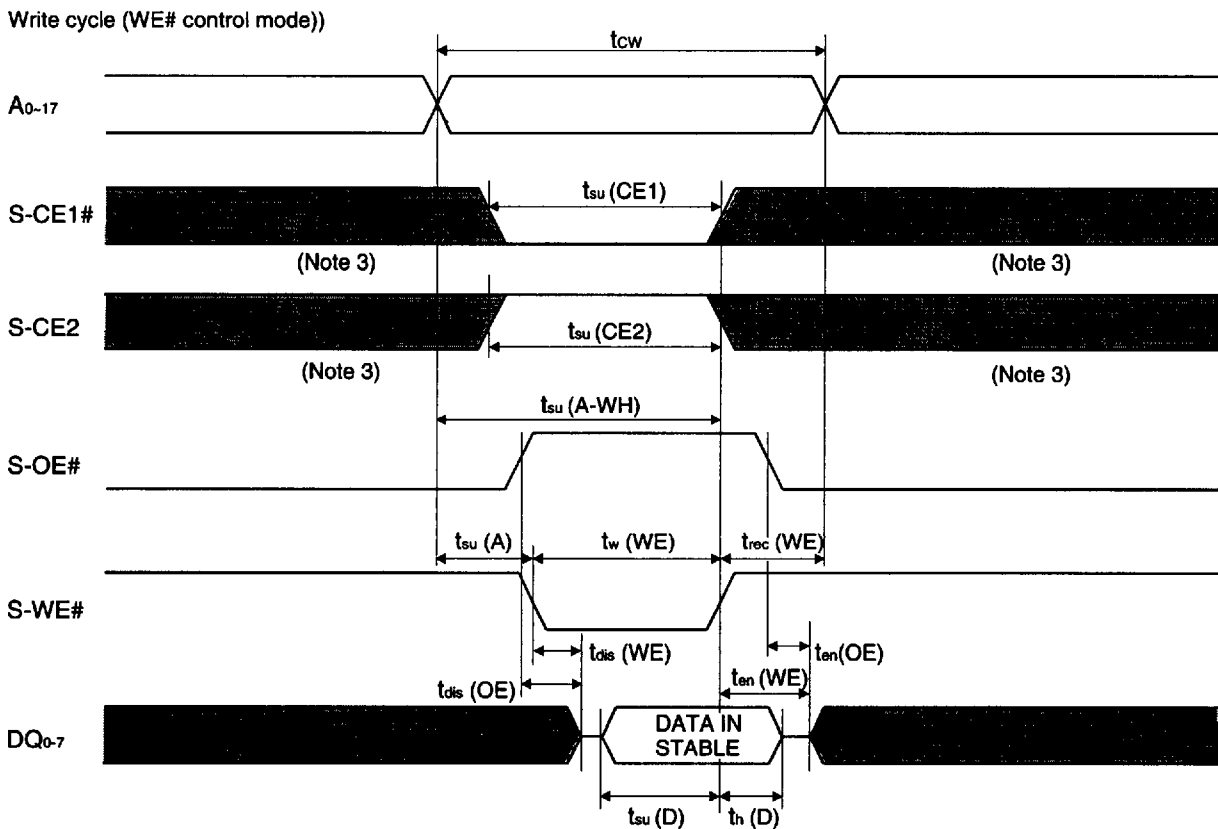 Write cycle (WE# control mode))
tcw
A0~17
tsu (CE1)
S-CE1#
(Note 3)
(Note 3)
S-CE2
tsu (CE2)
(Note 3)
(Note 3)
tsu (A-WH)
S-OE#
tsu (A)
tw (WE)
trec (WE)
S-WE#
tdis (WE)
ten(OE)
tdis (OE)
ten (WE)
DQ0-7
DATA IN
STABLE
tsu (D)
th (D)